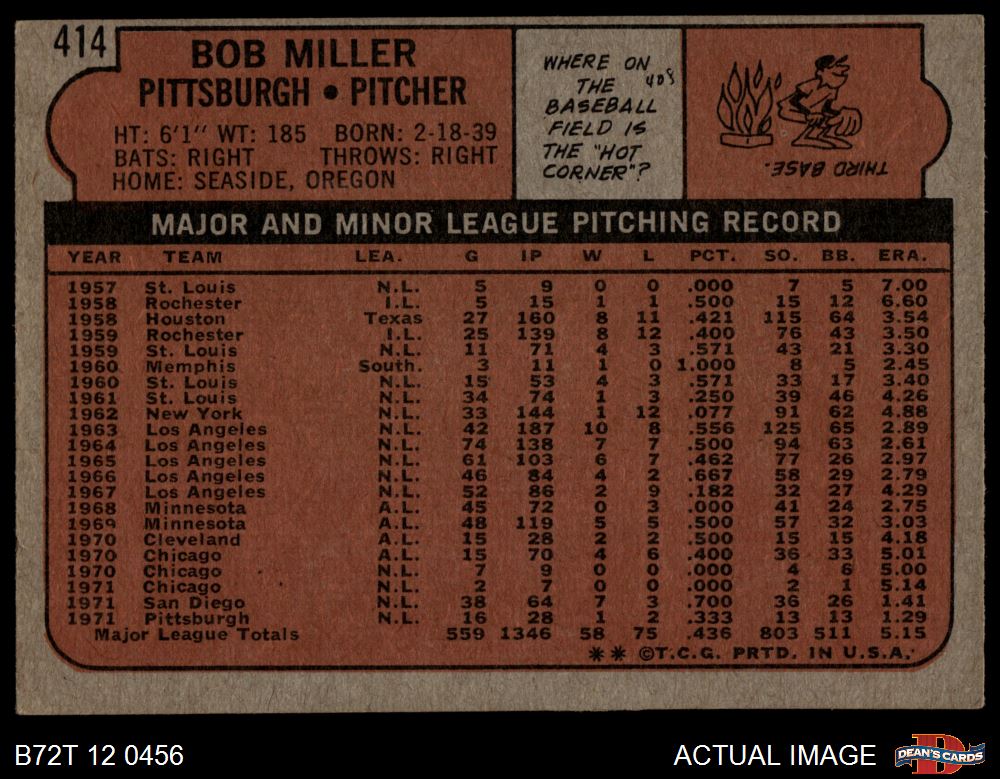 414
BOB MILLER
PITTSBURGH • PITCHER
HT: 6'1" WT: 185 BORN: 2-18-39
BATS: RIGHT THROWS: RIGHT
HOME: SEASIDE, OREGON
WHERE ON
THE
BASEBALL
FIELD IS
THE "HOT
CORNER"?
408
THIRD BASE.
MAJOR AND MINOR LEAGUE PITCHING RECORD
YEAR TEAM LEA. G IP W L PCT. SO. BB. ERA.
1957 St. Louis N.L. 5 9 0 0 .000 7 5 7.00
1958 Rochester I.L. 5 15 1 1 .500 15 12 6.60
1958 Houston Texas 27 160 8 11 .421 115 64 3.54
1959 Rochester I.L. 25 139 8 12 .400 76 43 3.50
1959 St. Louis N.L. 11 71 4 3 .571 43 21 3.30
1960 Memphis South. 3 11 1 0 1.000 8 5 2.45
1960 St. Louis N.L. 15 53 4 3 .571 33 17 3.40
1961 St. Louis N.L. 34 74 1 3 .250 39 46 4.26
1962 New York N.L. 33 144 1 12 .077 91 62 4.88
1963 Los Angeles N.L. 42 187 10 8 .556 125 65 2.89
1964 Los Angeles N.L. 74 138 7 7 .500 94 63 2.61
1965 Los Angeles N.L. 61 103 6 7 .462 77 26 2.97
1966 Los Angeles N.L. 46 84 4 2 .667 58 29 2.79
1967 Los Angeles N.L. 52 86 2 9 .182 32 27 4.29
1968 Minnesota A.L. 45 72 0 3 .000 41 24 2.75
1969 Minnesota A.L. 48 119 5 5 .500 57 32 3.03
1970 Cleveland A.L. 15 28 2 2 .500 15 15 4.18
1970 Chicago A.L. 15 70 4 6 .400 36 33 5.01
1970 Chicago N.L. 7 9 0 0 .000 4 6 5.00
1971 Chicago N.L. 2 7 0 0 .000 2 1 5.14
1971 San Diego N.L. 38 64 7 3 .700 36 26 1.41
1971 Pittsburgh N.L. 16 28 1 2 .333 13 13 1.29
Major League Totals 559 1346 58 75 .436 803 511 5.15
** ©T.C.G. PRTD. IN U.S.A.
B72T 12 0456
ACTUAL IMAGE
DEAN'S CARDS